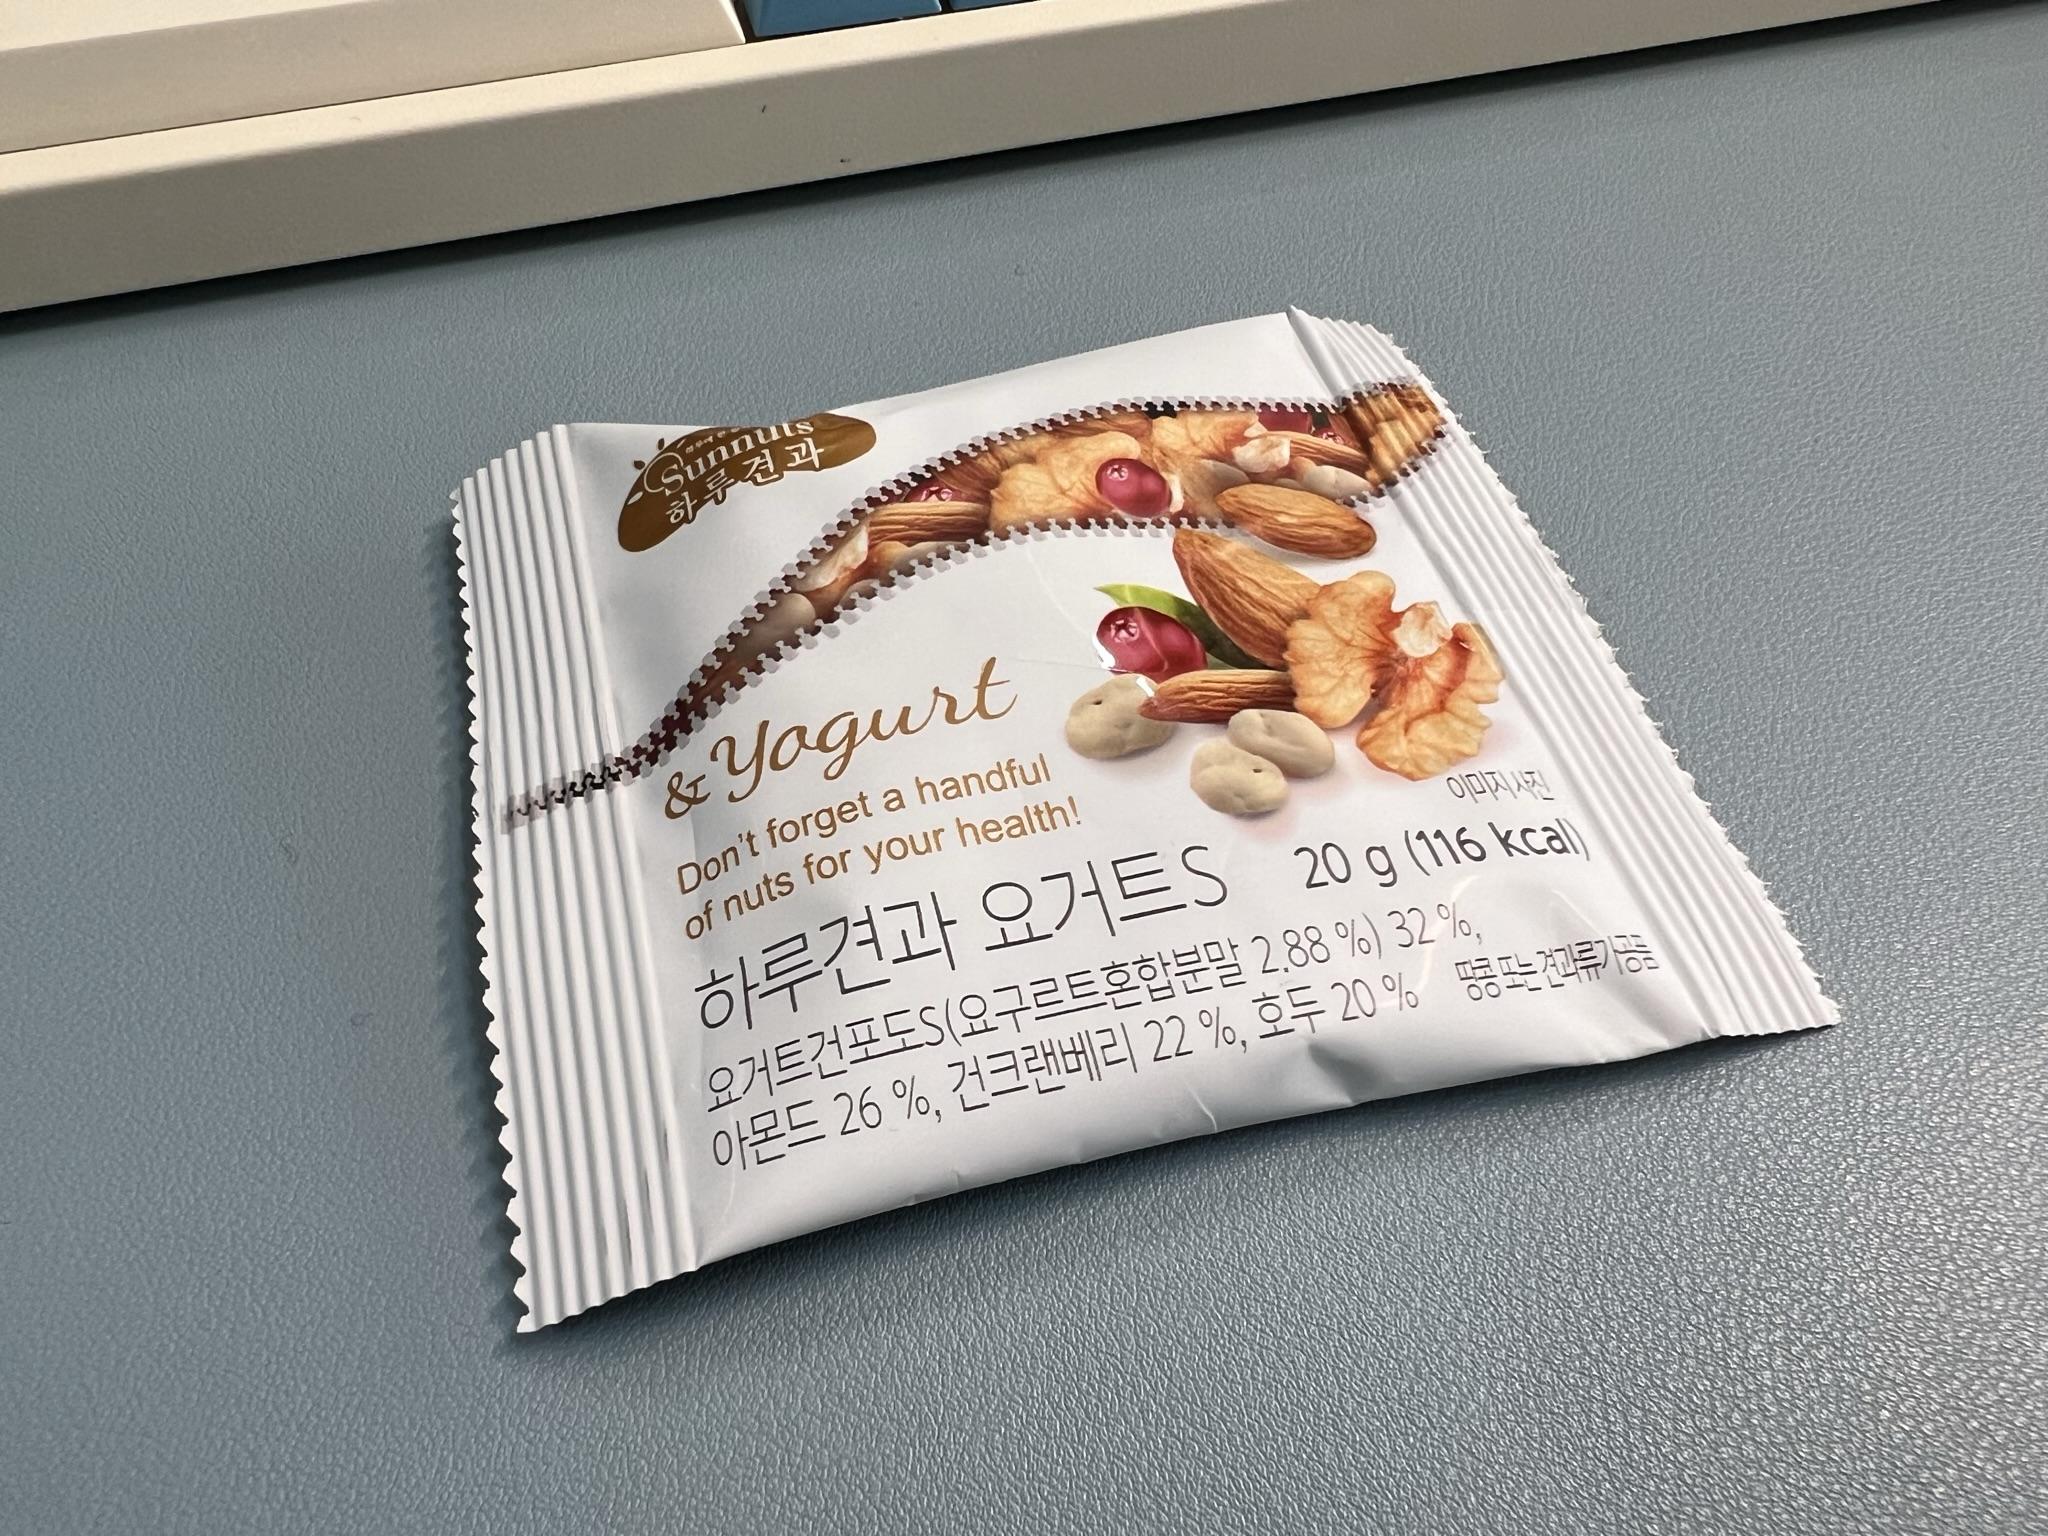 Sunnuts
하루견과
& Yogurt
Don't forget a handful
of nuts for your health!
이미지 사진
하루견과 요거트S 20 g (116 kcal)
요거트건포도S(요구르트혼합분말 2.88 %) 32 %,
아몬드 26 %, 건크랜베리 22 %, 호두 20 % 땅콩 또는 견과류가공품